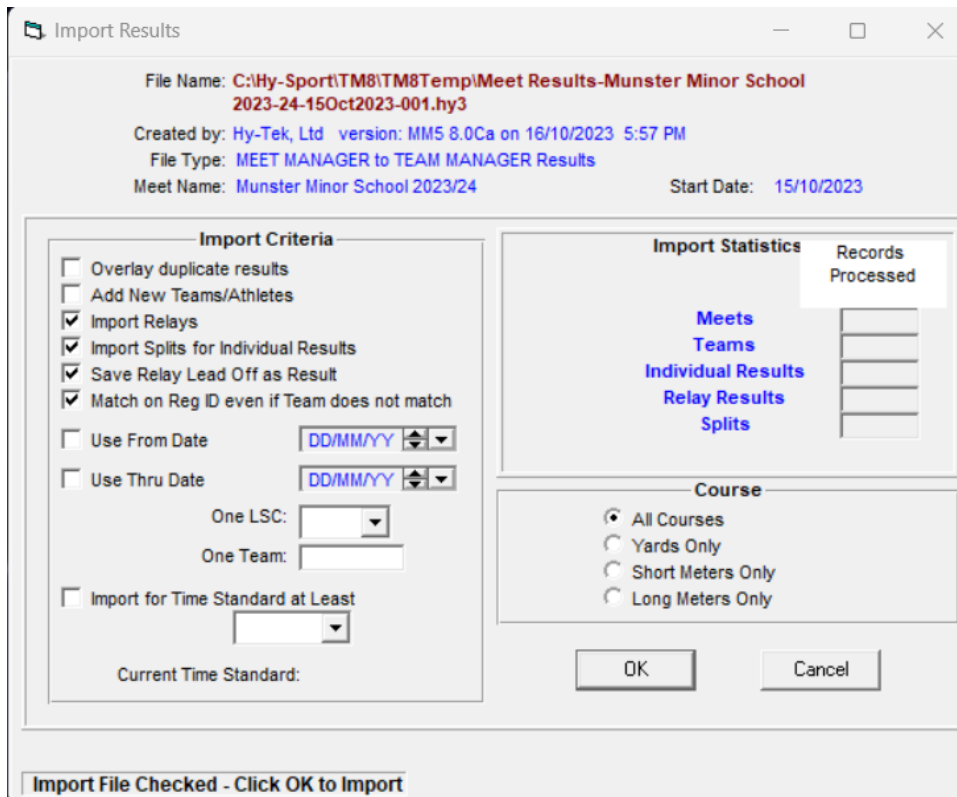 Import Results
File Name: C:\Hy-Sport\TM8\TM8Temp\Meet Results-Munster Minor School
2023-24-15Oct2023-001.hy3
Created by: Hy-Tek, Ltd version: MM5 8.0Ca on 16/10/2023 5:57 PM
File Type: MEET MANAGER to TEAM MANAGER Results
Meet Name: Munster Minor School 2023/24 Start Date: 15/10/2023
Import Criteria
Overlay duplicate results
Add New Teams/Athletes
Import Relays
Import Splits for Individual Results
Save Relay Lead Off as Result
Match on Reg ID even if Team does not match
Use From Date DD/MM/YY
Use Thru Date DD/MM/YY
One LSC:
One Team:
Import for Time Standard at Least
Current Time Standard:
Import Statistics
Records
Processed
Meets
Teams
Individual Results
Relay Results
Splits
Course
All Courses
Yards Only
Short Meters Only
Long Meters Only
OK Cancel
Import File Checked - Click OK to Import